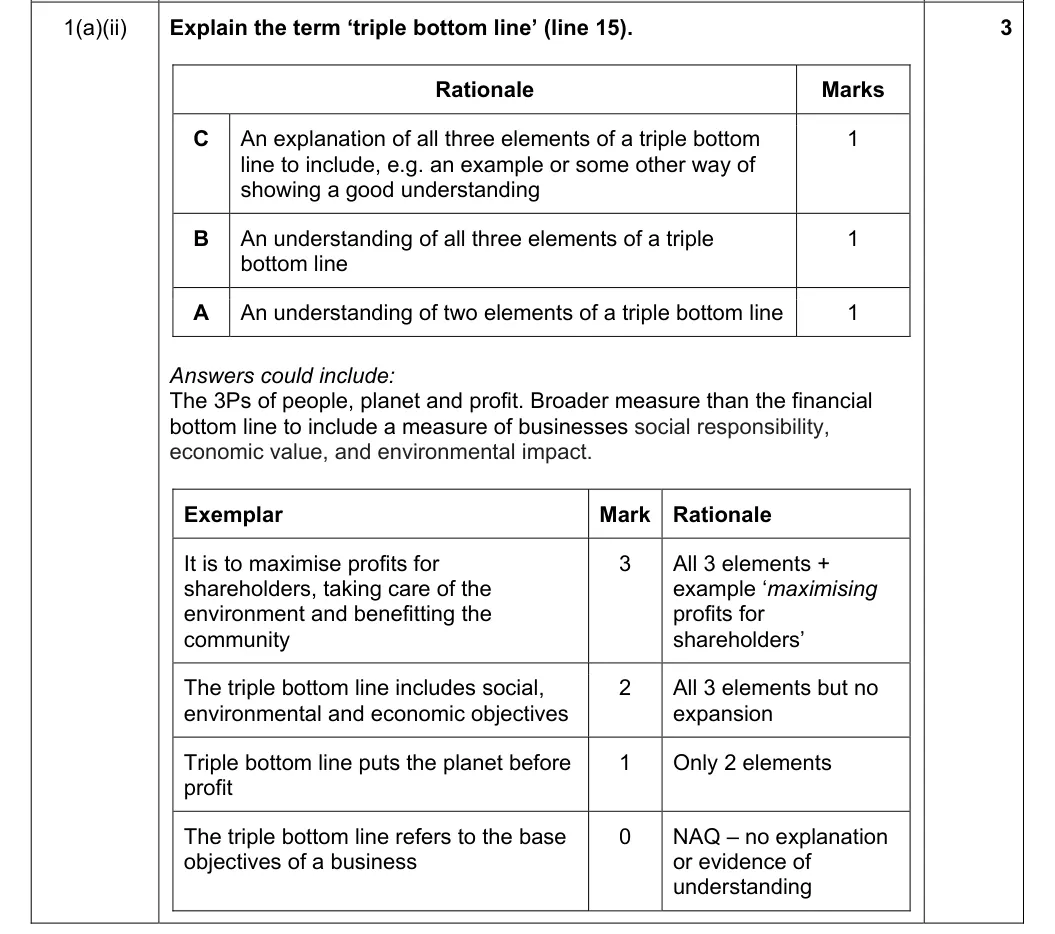 1(a)(ii)
Explain the term ‘triple bottom line’ (line 15).
3
Rationale
Marks
C
An explanation of all three elements of a triple bottom
line to include, e.g. an example or some other way of
showing a good understanding
1
B
An understanding of all three elements of a triple
bottom line
1
A
An understanding of two elements of a triple bottom line
1
Answers could include:
The 3Ps of people, planet and profit. Broader measure than the financial
bottom line to include a measure of businesses social responsibility,
economic value, and environmental impact.
Exemplar
Mark
Rationale
It is to maximise profits for
shareholders, taking care of the
environment and benefitting the
community
3
All 3 elements +
example ‘maximising
profits for
shareholders’
The triple bottom line includes social,
environmental and economic objectives
2
All 3 elements but no
expansion
Triple bottom line puts the planet before
profit
1
Only 2 elements
The triple bottom line refers to the base
objectives of a business
0
NAQ – no explanation
or evidence of
understanding